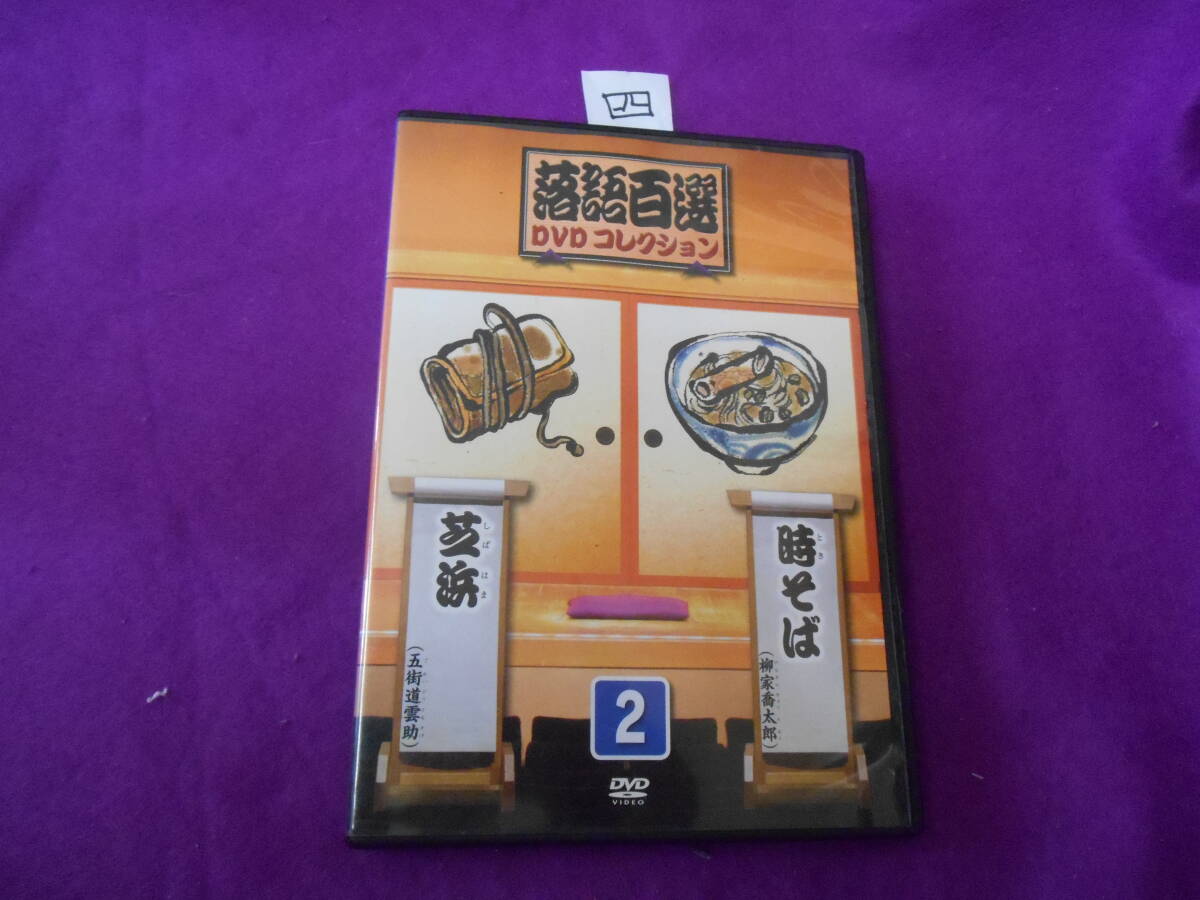 四
落語百選
DVDコレクション
芝浜
しばはま
(五街道雲助)
時そば
とき
(柳家喬太郎)
2
DVD
VIDEO